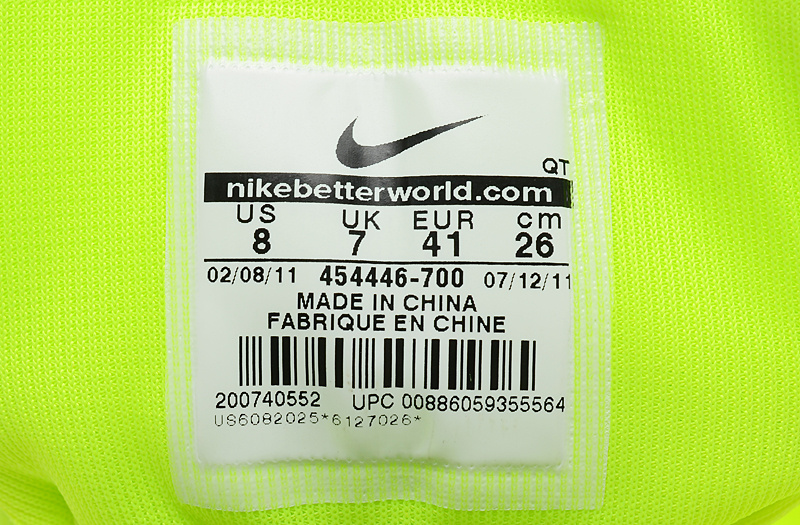 QT
nikebetterworld.com
US UK EUR cm
8 7 41 26
02/08/11 454446-700 07/12/11
MADE IN CHINA
FABRIQUE EN CHINE
200740552 UPC 00886059355564
US6082025*6127026*